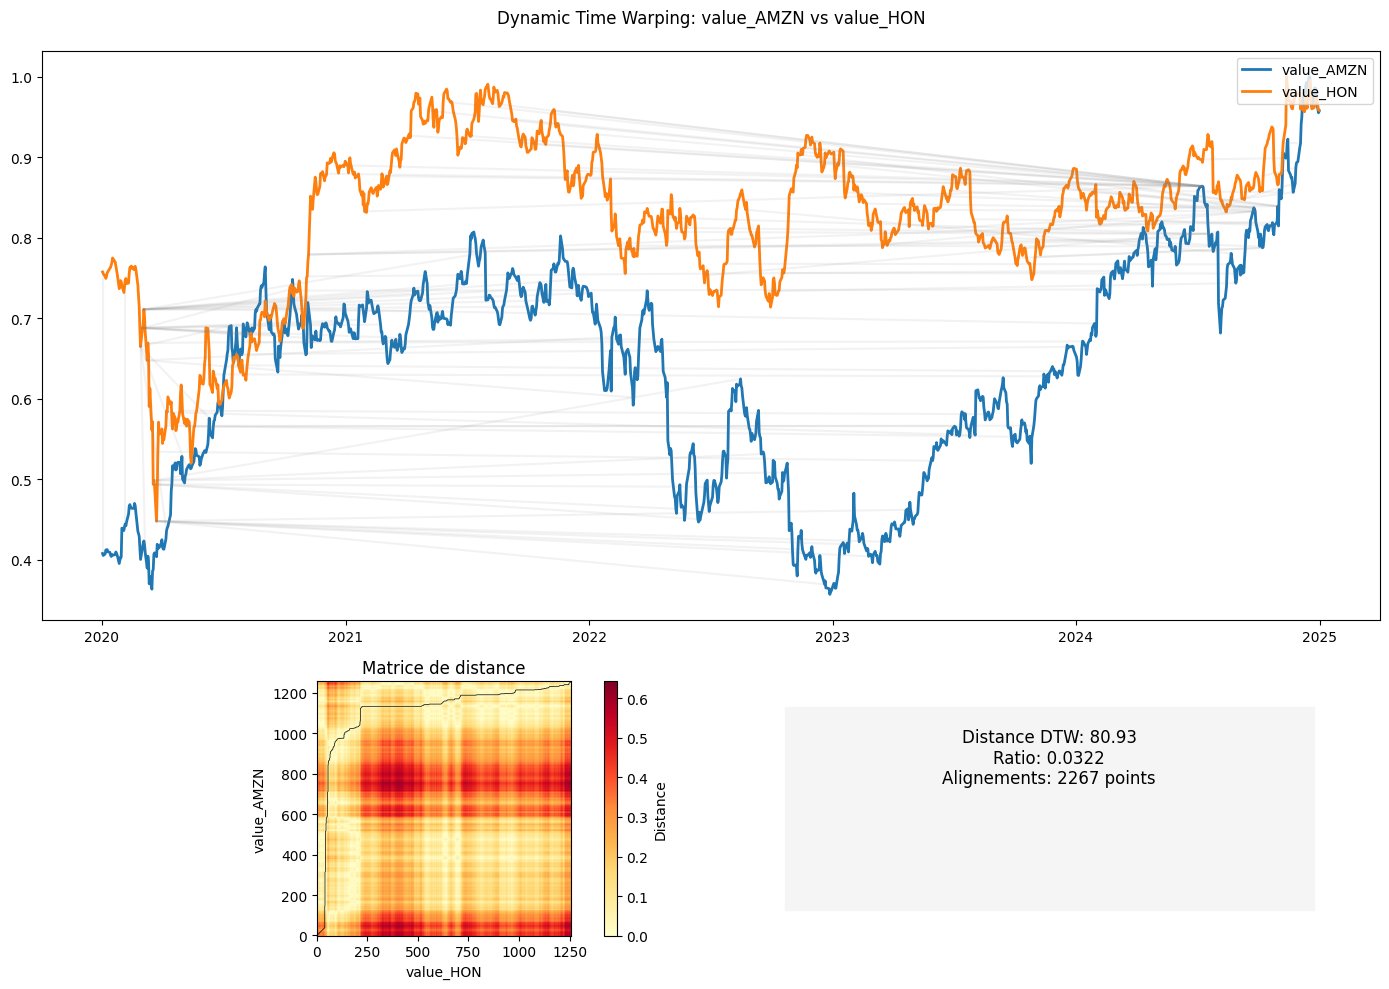 Dynamic Time Warping: value_AMZN vs value_HON
value_AMZN
value_HON
1.0
0.9
0.8
0.7
0.6
0.5
0.4
2020 2021 2022 2023 2024 2025
Matrice de distance
value_AMZN
1200
1000
800
600
400
200
0
0 250 500 750 1000 1250
value_HON
0.6
0.5
0.4
0.3
0.2
0.1
0.0
Distance
Distance DTW: 80.93
Ratio: 0.0322
Alignements: 2267 points